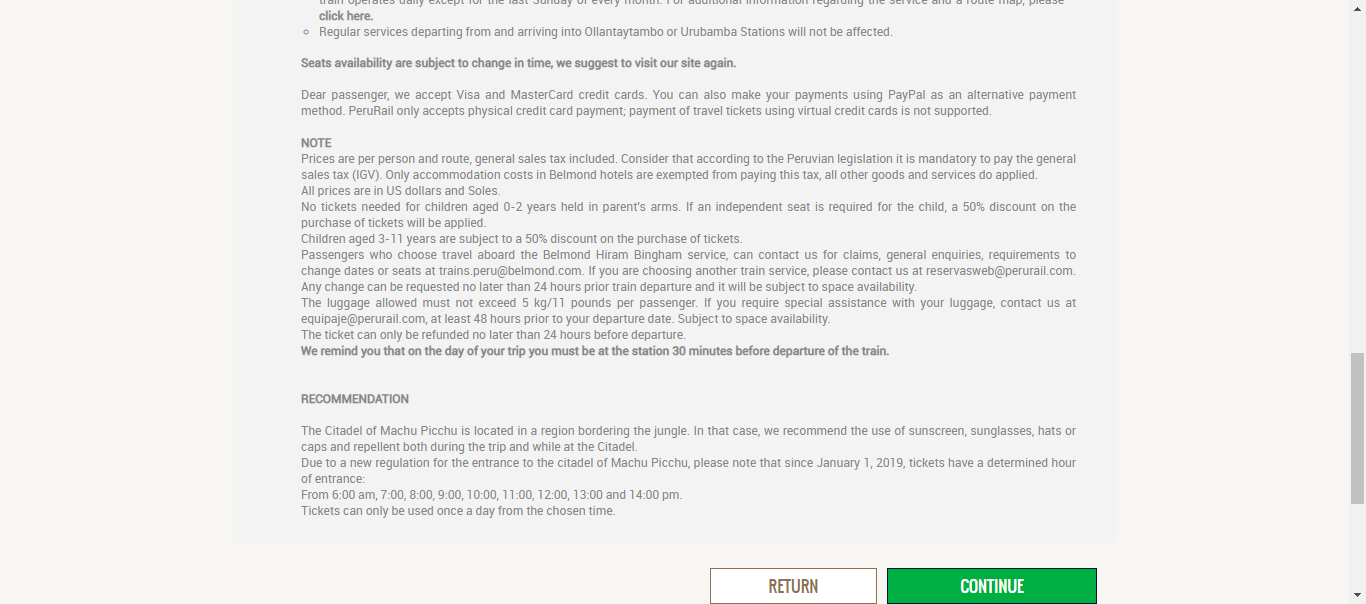 train operates daily except for the last Sunday of every month. For additional information regarding the service and a route map, please
click here.
Regular services departing from and arriving into Ollantaytambo or Urubamba Stations will not be affected.
Seats availability are subject to change in time, we suggest to visit our site again.
Dear passenger, we accept Visa and MasterCard credit cards. You can also make your payments using PayPal as an alternative payment
method. PeruRail only accepts physical credit card payment; payment of travel tickets using virtual credit cards is not supported.
NOTE
Prices are per person and route, general sales tax included. Consider that according to the Peruvian legislation it is mandatory to pay the general
sales tax (IGV). Only accommodation costs in Belmond hotels are exempted from paying this tax, all other goods and services do applied.
All prices are in US dollars and Soles.
No tickets needed for children aged 0-2 years held in parent's arms. If an independent seat is required for the child, a 50% discount on the
purchase of tickets will be applied.
Children aged 3-11 years are subject to a 50% discount on the purchase of tickets.
Passengers who choose travel aboard the Belmond Hiram Bingham service, can contact us for claims, general enquiries, requirements to
change dates or seats at trains.peru@belmond.com. If you are choosing another train service, please contact us at reservasweb@perurail.com.
Any change can be requested no later than 24 hours prior train departure and it will be subject to space availability.
The luggage allowed must not exceed 5 kg/11 pounds per passenger. If you require special assistance with your luggage, contact us at
equipaje@perurail.com, at least 48 hours prior to your departure date. Subject to space availability.
The ticket can only be refunded no later than 24 hours before departure.
We remind you that on the day of your trip you must be at the station 30 minutes before departure of the train.
RECOMMENDATION
The Citadel of Machu Picchu is located in a region bordering the jungle. In that case, we recommend the use of sunscreen, sunglasses, hats or
caps and repellent both during the trip and while at the Citadel.
Due to a new regulation for the entrance to the citadel of Machu Picchu, please note that since January 1, 2019, tickets have a determined hour
of entrance:
From 6:00 am, 7:00, 8:00, 9:00, 10:00, 11:00, 12:00, 13:00 and 14:00 pm.
Tickets can only be used once a day from the chosen time.
RETURN
CONTINUE